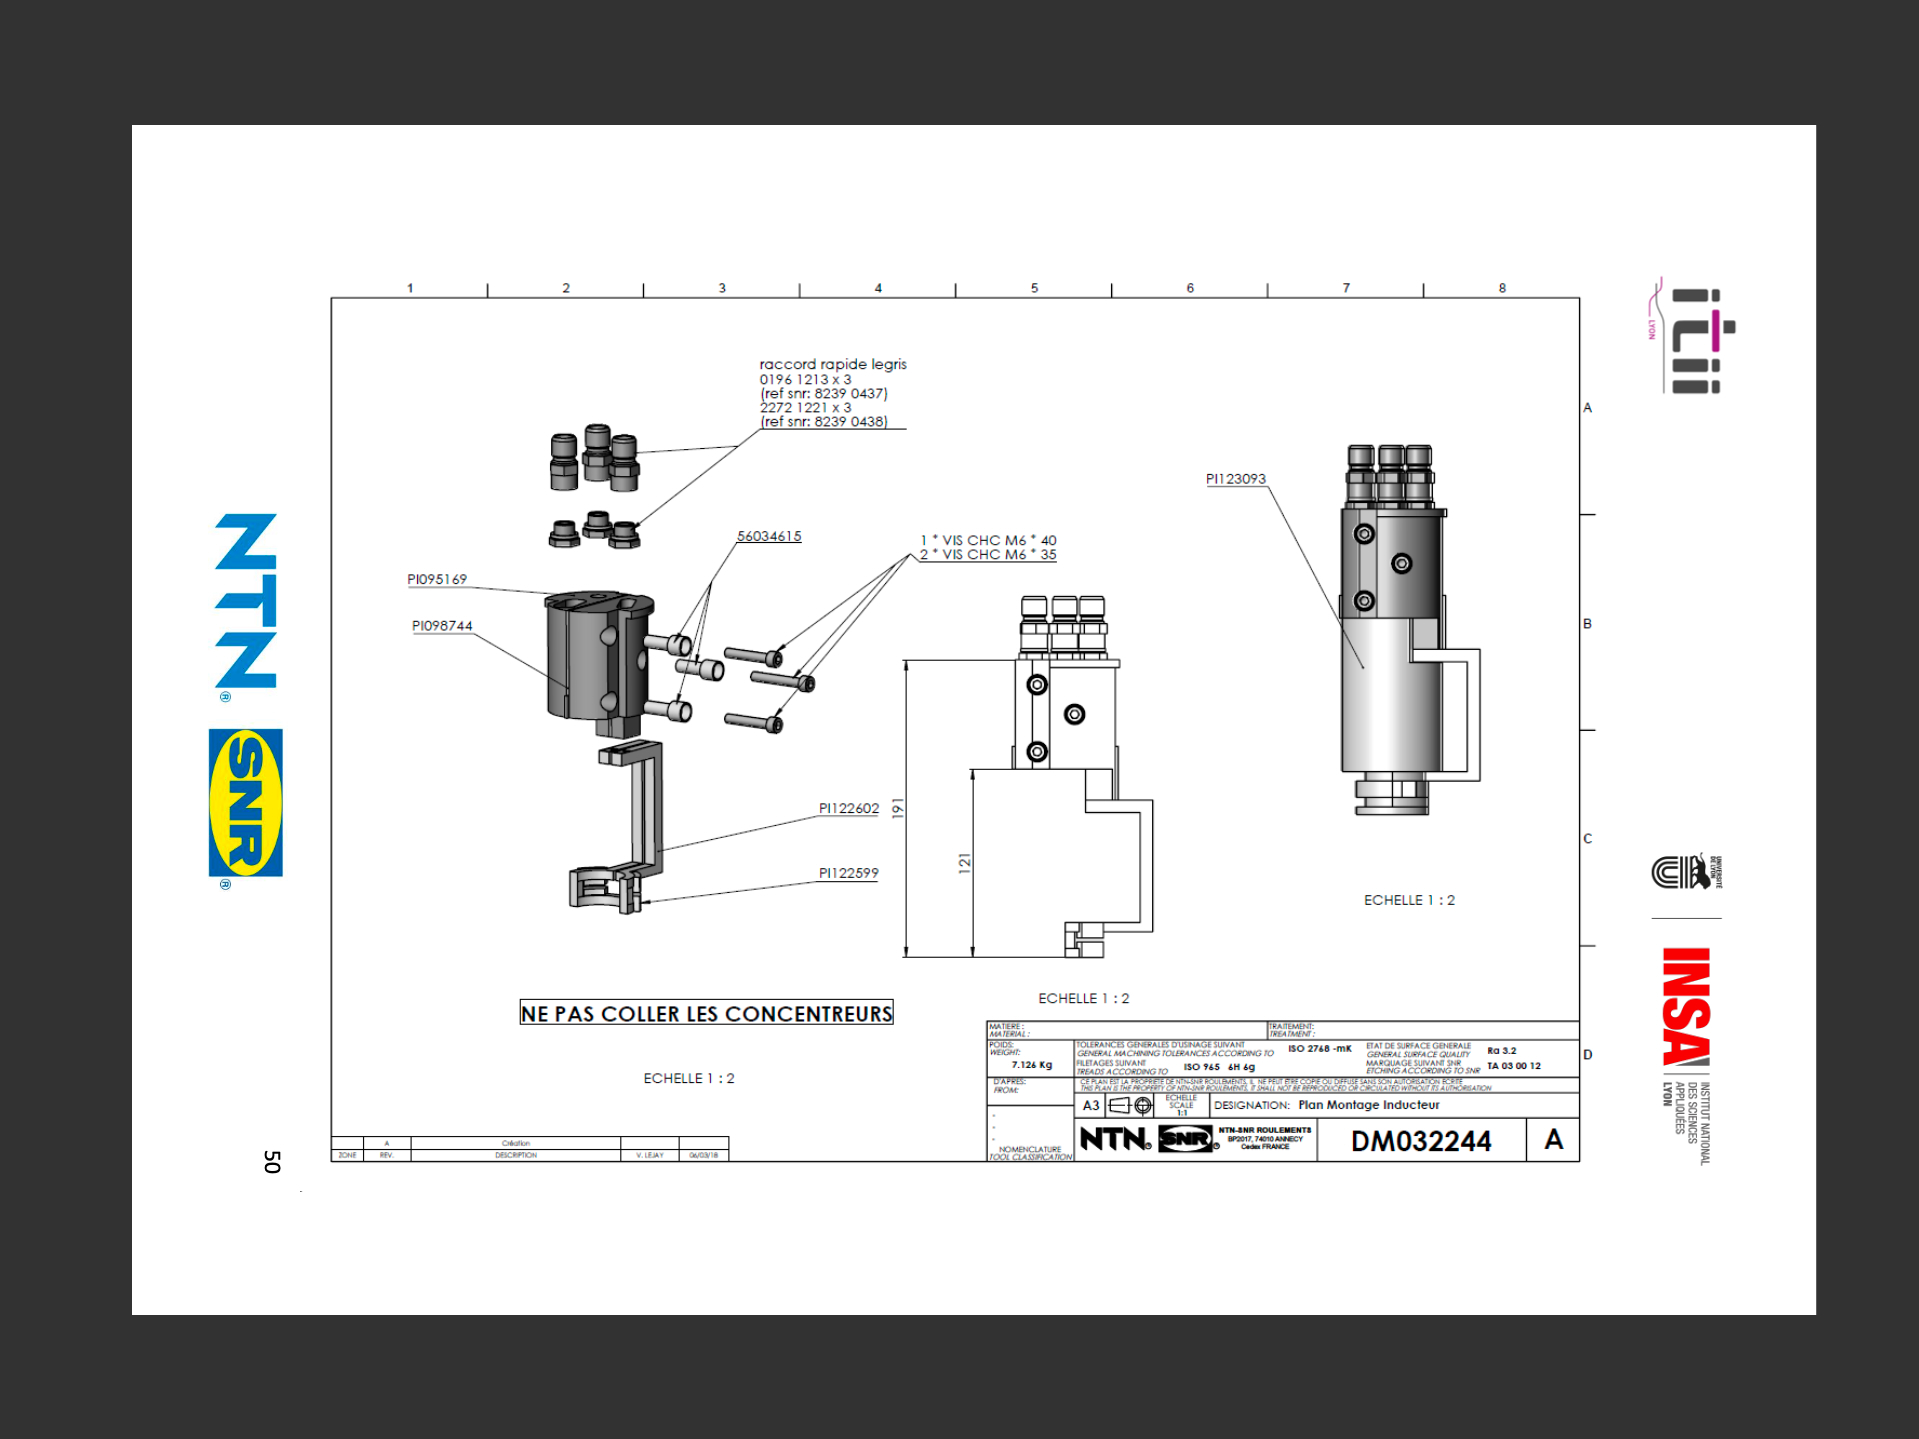 1 2 3 4 5 6 7 8
A
B
C
D
raccord rapide legris
0196 1213 x 3
(ref snr: 8239 0437)
2272 1221 x 3
(ref snr: 8239 0438)
PI123093
56034615
1 * VIS CHC M6 * 40
2 * VIS CHC M6 * 35
PI095169
PI098744
PI122602
PI122599
191
121
ECHELLE 1 : 2
ECHELLE 1 : 2
NE PAS COLLER LES CONCENTREURS
ECHELLE 1 : 2
MATIERE :
MATERIAL :
TRAITEMENT:
TREATMENT :
POIDS:
WEIGHT:
7.126 Kg
TOLERANCES GENERALES D'USINAGE SUIVANT
GENERAL MACHINING TOLERANCES ACCORDING TO
ISO 2768 -mK
FILETAGES SUIVANT
TREADS ACCORDING TO
ISO 965 6H 6g
ETAT DE SURFACE GENERALE
GENERAL SURFACE QUALITY
Ra 3.2
MARQUAGE SUIVANT SNR
ETCHING ACCORDING TO SNR
TA 03 00 12
D'APRES:
FROM:
CE PLAN EST LA PROPRIETE DE NTN-SNR ROULEMENTS, IL NE PEUT ETRE COPIE OU DIFFUSE SANS SON AUTORISATION ECRITE
THIS PLAN IS THE PROPERTY OF NTN-SNR ROULEMENTS, IT SHALL NOT BE REPRODUCED OR CIRCULATED WITHOUT ITS AUTHORISATION
A3
ECHELLE
SCALE
1:1
DESIGNATION: Plan Montage Inducteur
NOMENCLATURE
TOOL CLASSIFICATION
NTN® SNR®
NTN-SNR ROULEMENTS
BP2017, 74010 ANNECY
Cedex FRANCE
DM032244
A
A Création
ZONE REV. DESCRIPTION V. LEJAY 06/03/18
NTN®
SNR®
50
itii
LYON
UNIVERSITÉ
DE LYON
INSA
INSTITUT NATIONAL
DES SCIENCES
APPLIQUÉES
LYON